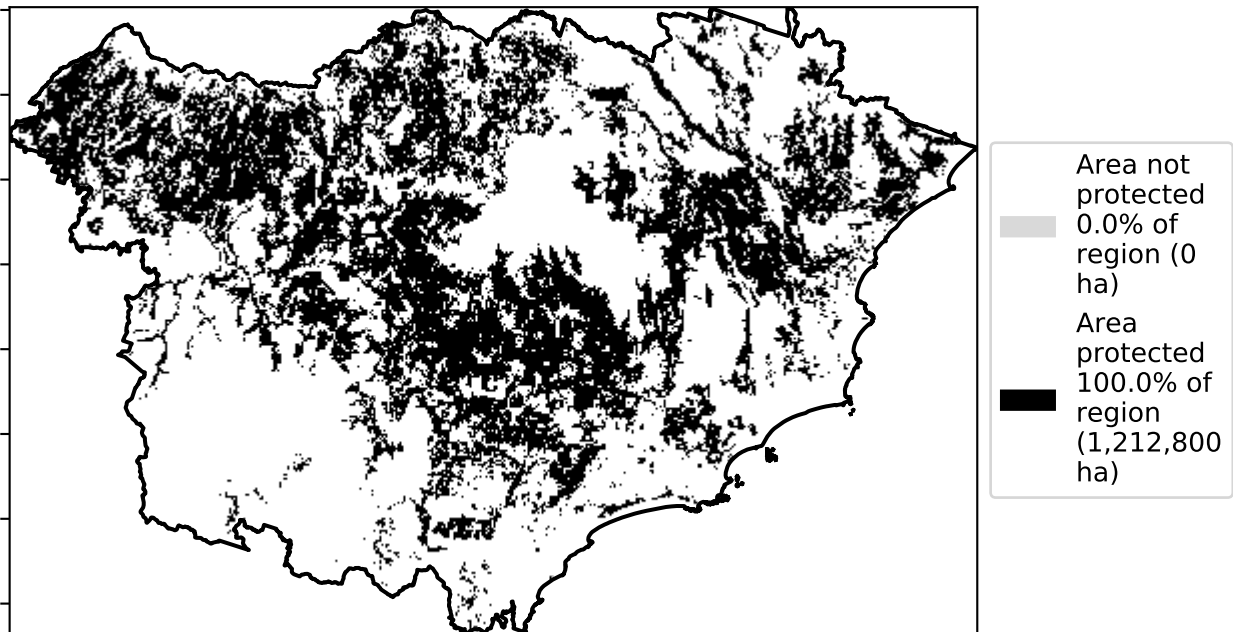 Area not
protected
0.0% of
region (0
ha)
Area
protected
100.0% of
region
(1,212,800
ha)